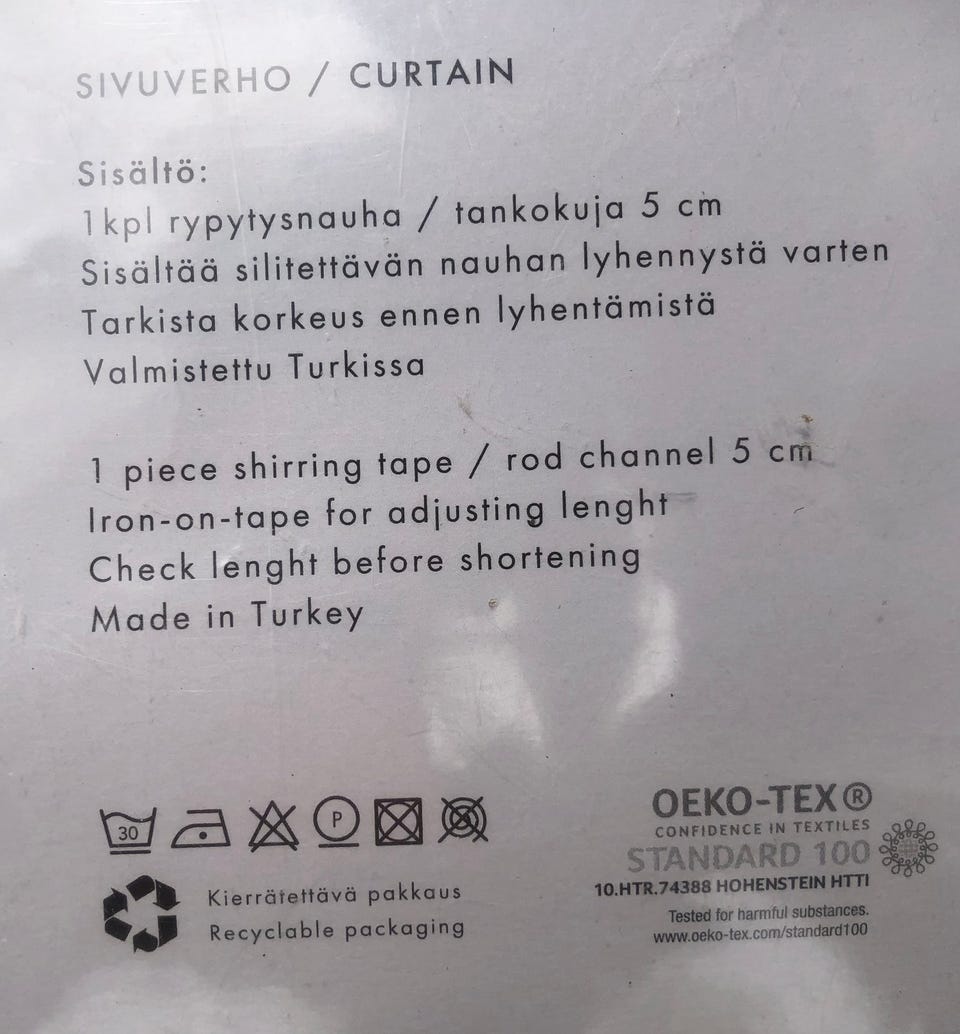 SIVUVERHO / CURTAIN
Sisältö:
1 kpl rypytysnauha / tankokuja 5 cm
Sisältää silitettävän nauhan lyhennystä varten
Tarkista korkeus ennen lyhentämistä
Valmistettu Turkissa
1 piece shirring tape / rod channel 5 cm
Iron-on-tape for adjusting lenght
Check lenght before shortening
Made in Turkey
30
P
Kierrätettävä pakkaus
Recyclable packaging
OEKO-TEX®
CONFIDENCE IN TEXTILES
STANDARD 100
10.HTR.74388 HOHENSTEIN HTTI
Tested for harmful substances.
www.oeko-tex.com/standard100